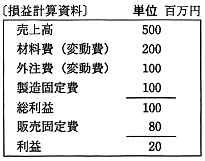 〔損益計算資料〕 単位 百万円
売上高 500
材料費（変動費） 200
外注費（変動費） 100
製造固定費 100
総利益 100
販売固定費 80
利益 20